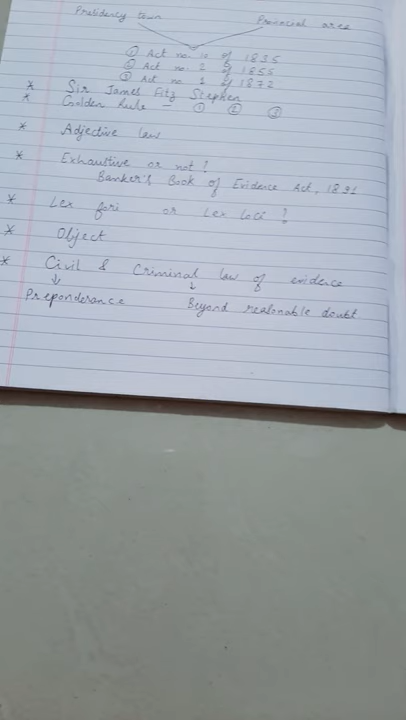 Presidency town Provincial area
① Act no. 10 of 1835
② Act no. 2 of 1855
③ Act no. 1 of 1872
* Sir James Fitz Stephen
* Golden Rule - ① ② ③
* Adjective law
* Exhaustive or not?
Banker's Book of Evidence Act, 1891
* Lex fori or Lex loci ?
* Object
* Civil & Criminal law of evidence
↓ ↓
Preponderance Beyond reasonable doubt